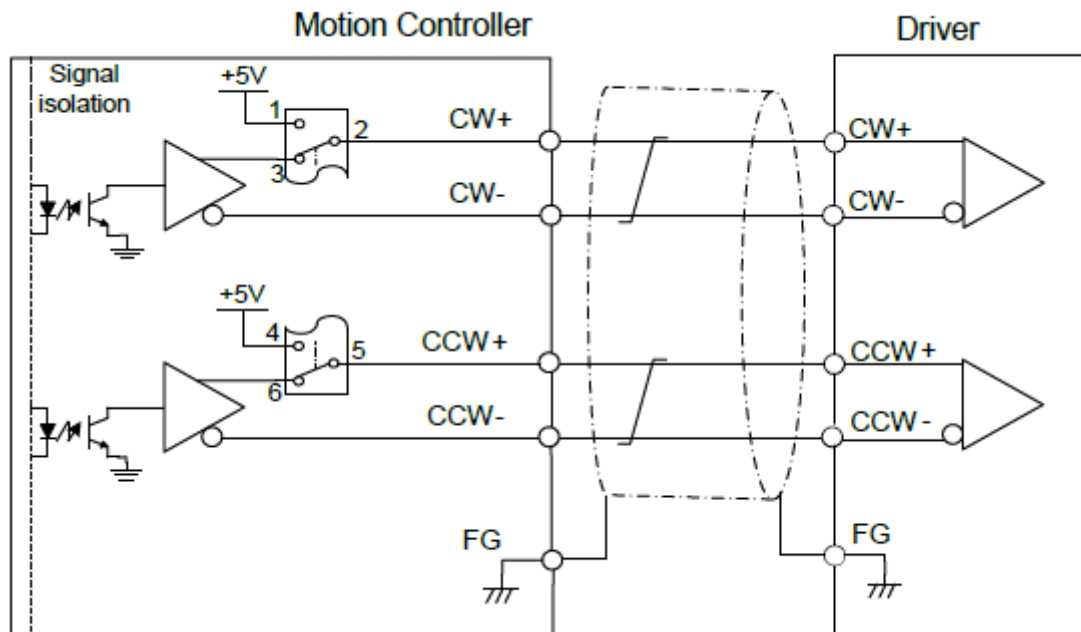 Motion Controller
Driver
Signal
isolation
+5V
1
2
3
CW+
CW+
CW-
CW-
+5V
4
5
6
CCW+
CCW+
CCW-
CCW -
FG
FG